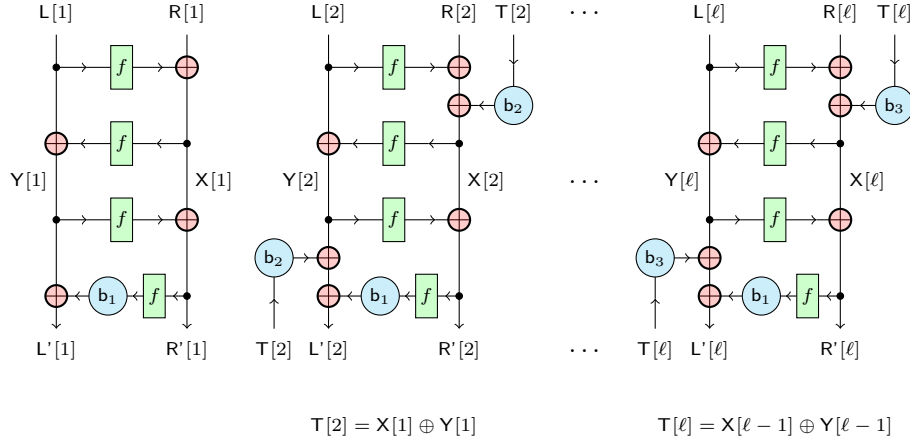 L[1] R[1] L[2] R[2] T[2] ··· L[ℓ] R[ℓ] T[ℓ]
f f f
b₂ b₃
f f f
Y[1] X[1] Y[2] X[2] ··· Y[ℓ] X[ℓ]
f f f
b₂ b₃
b₁ f b₁ f b₁ f
L'[1] R'[1] T[2] L'[2] R'[2] ··· T[ℓ] L'[ℓ] R'[ℓ]
T[2] = X[1] ⊕ Y[1] T[ℓ] = X[ℓ − 1] ⊕ Y[ℓ − 1]